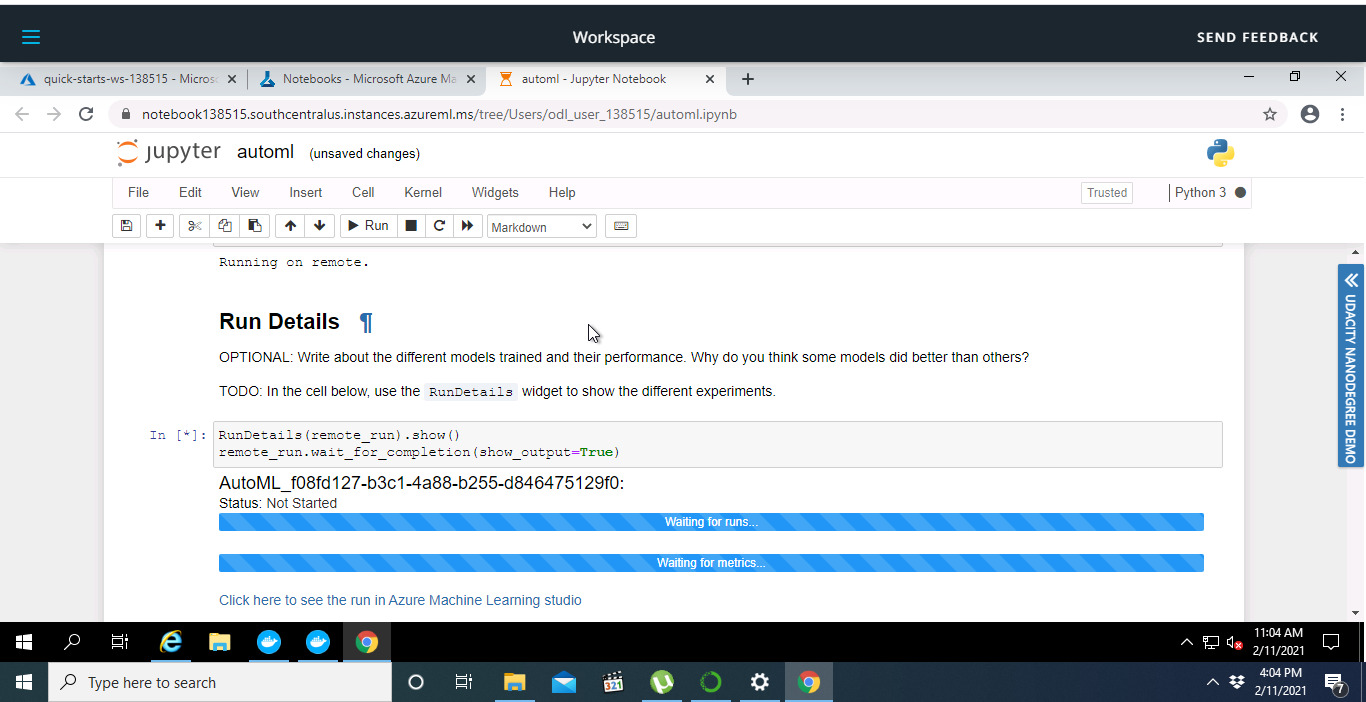 Workspace
SEND FEEDBACK
quick-starts-ws-138515 - Micros
Notebooks - Microsoft Azure Ma
automl - Jupyter Notebook
notebook138515.southcentralus.instances.azureml.ms/tree/Users/odl_user_138515/automl.ipynb
jupyter automl (unsaved changes)
File Edit View Insert Cell Kernel Widgets Help
Trusted
Python 3
Run
Markdown
Running on remote.
Run Details ¶
OPTIONAL: Write about the different models trained and their performance. Why do you think some models did better than others?
TODO: In the cell below, use the RunDetails widget to show the different experiments.
In [*]: RunDetails(remote_run).show()
remote_run.wait_for_completion(show_output=True)
AutoML_f08fd127-b3c1-4a88-b255-d846475129f0:
Status: Not Started
Waiting for runs...
Waiting for metrics...
Click here to see the run in Azure Machine Learning studio
UDACITY NANODEGREE DEMO
11:04 AM
2/11/2021
Type here to search
321
4:04 PM
2/11/2021
7